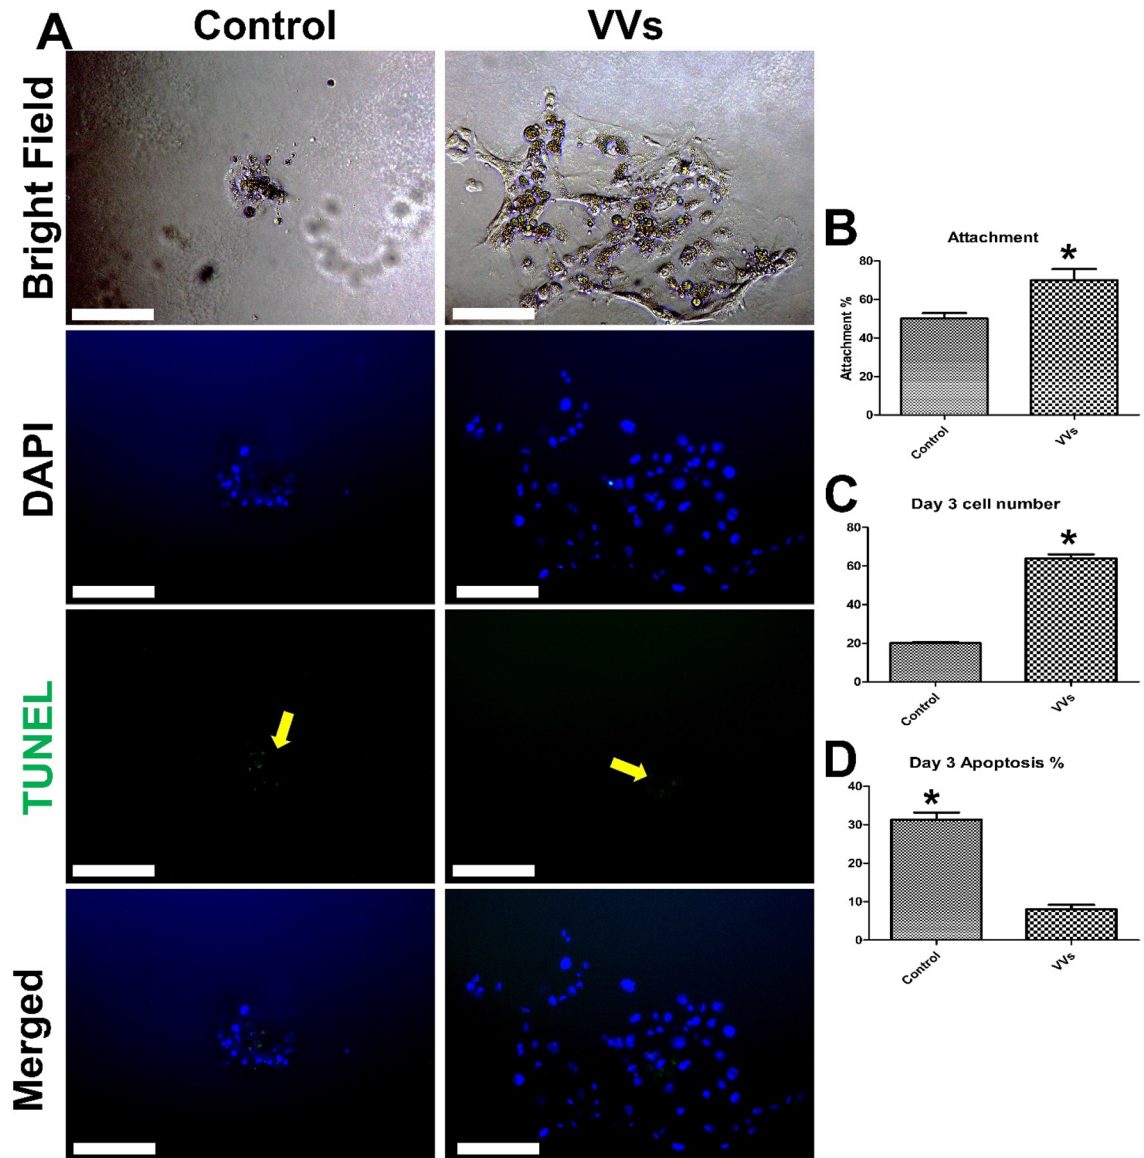 A
Control
VVs
Bright Field
DAPI
TUNEL
Merged
B
Attachment
Attachment %
80
60
40
20
0
*
Control
VVs
C
Day 3 cell number
80
60
40
20
0
*
Control
VVs
D
Day 3 Apoptosis %
40
30
20
10
0
*
Control
VVs